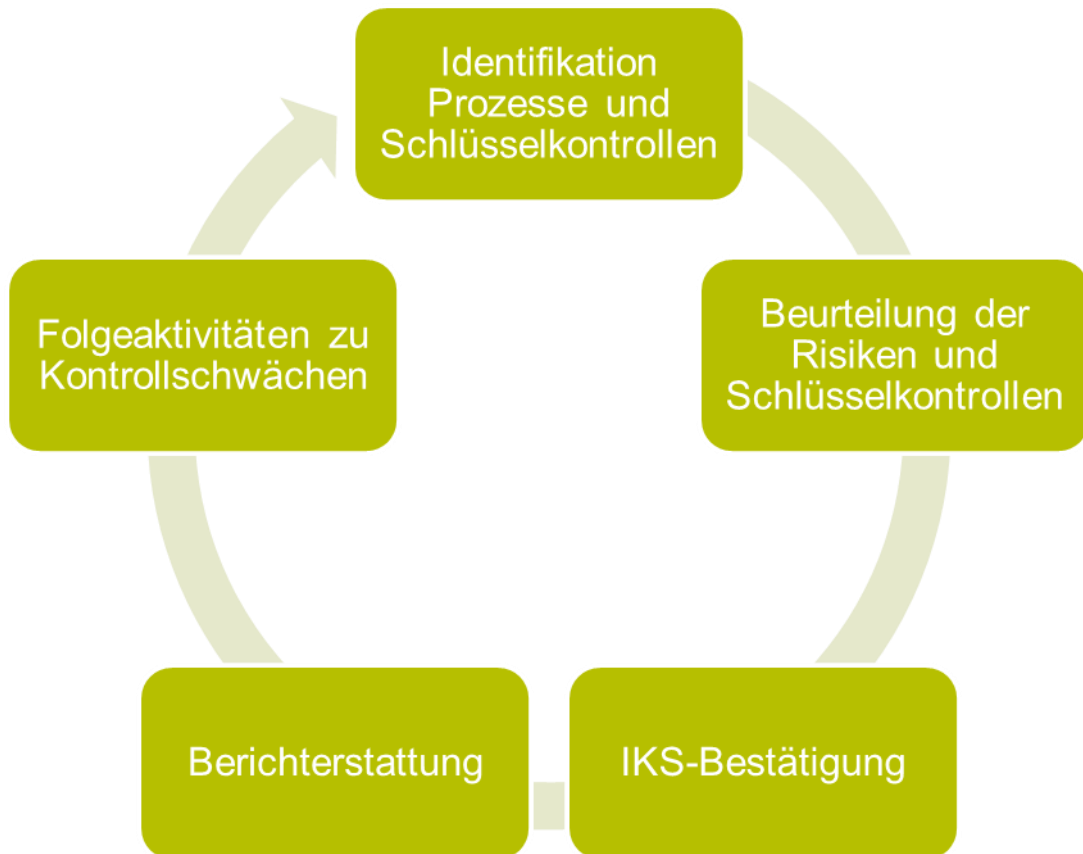 Identifikation
Prozesse und
Schlüsselkontrollen
Beurteilung der
Risiken und
Schlüsselkontrollen
IKS-Bestätigung
Berichterstattung
Folgeaktivitäten zu
Kontrollschwächen